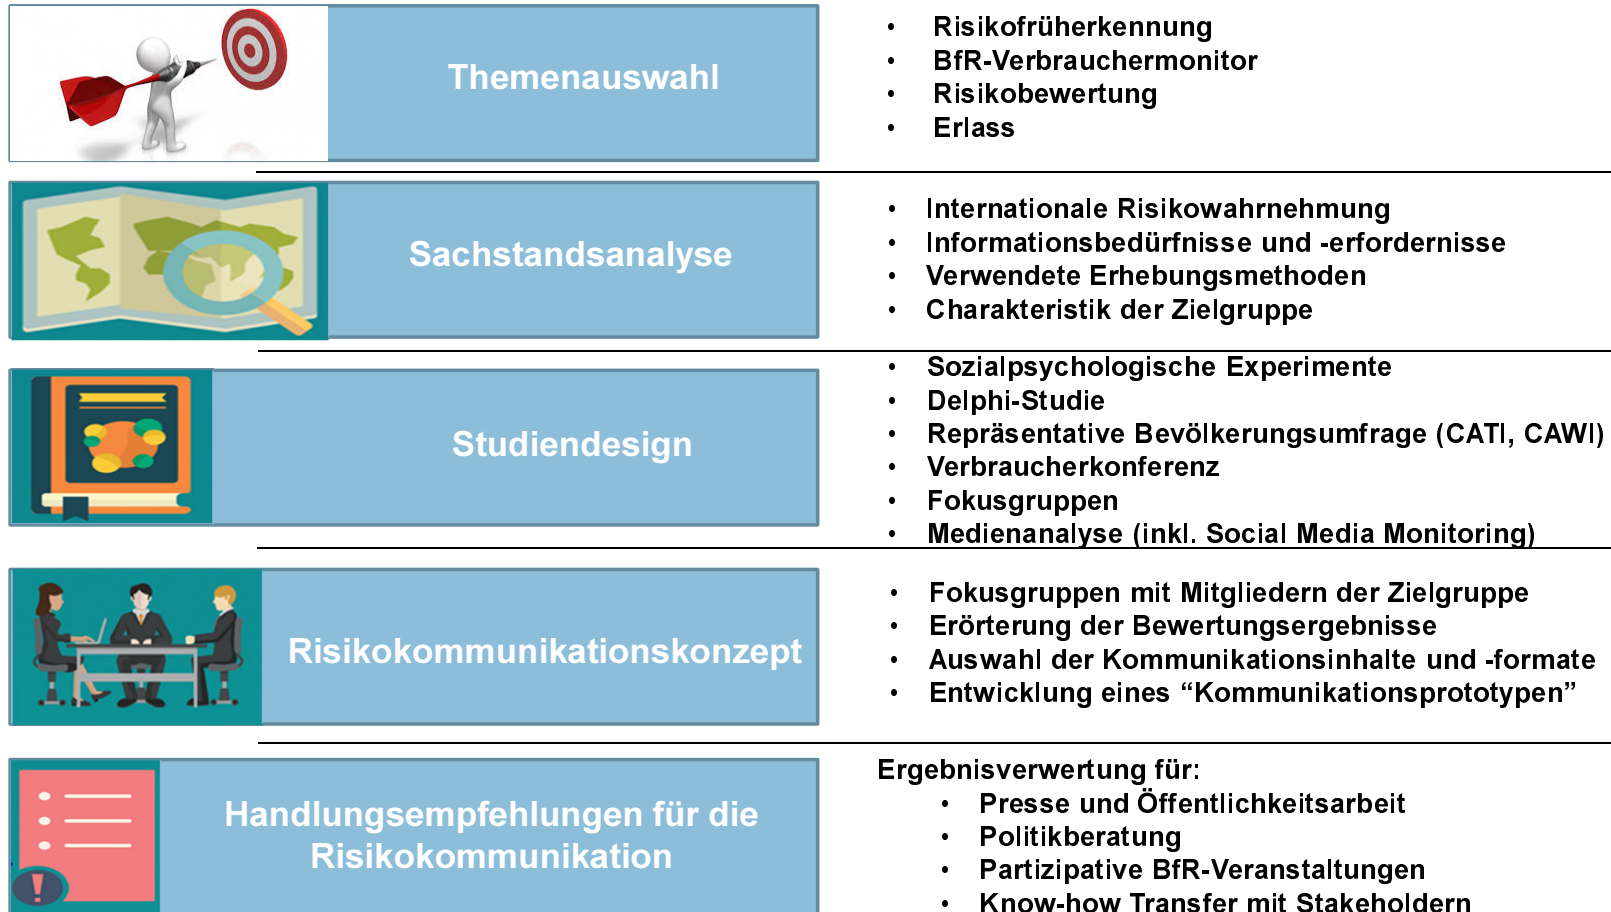 Themenauswahl
• Risikofrüherkennung
• BfR-Verbrauchermonitor
• Risikobewertung
• Erlass
Sachstandsanalyse
• Internationale Risikowahrnehmung
• Informationsbedürfnisse und -erfordernisse
• Verwendete Erhebungsmethoden
• Charakteristik der Zielgruppe
Studiendesign
• Sozialpsychologische Experimente
• Delphi-Studie
• Repräsentative Bevölkerungsumfrage (CATI, CAWI)
• Verbraucherkonferenz
• Fokusgruppen
• Medienanalyse (inkl. Social Media Monitoring)
Risikokommunikationskonzept
• Fokusgruppen mit Mitgliedern der Zielgruppe
• Erörterung der Bewertungsergebnisse
• Auswahl der Kommunikationsinhalte und -formate
• Entwicklung eines “Kommunikationsprototypen”
Handlungsempfehlungen für die
Risikokommunikation
Ergebnisverwertung für:
• Presse und Öffentlichkeitsarbeit
• Politikberatung
• Partizipative BfR-Veranstaltungen
• Know-how Transfer mit Stakeholdern